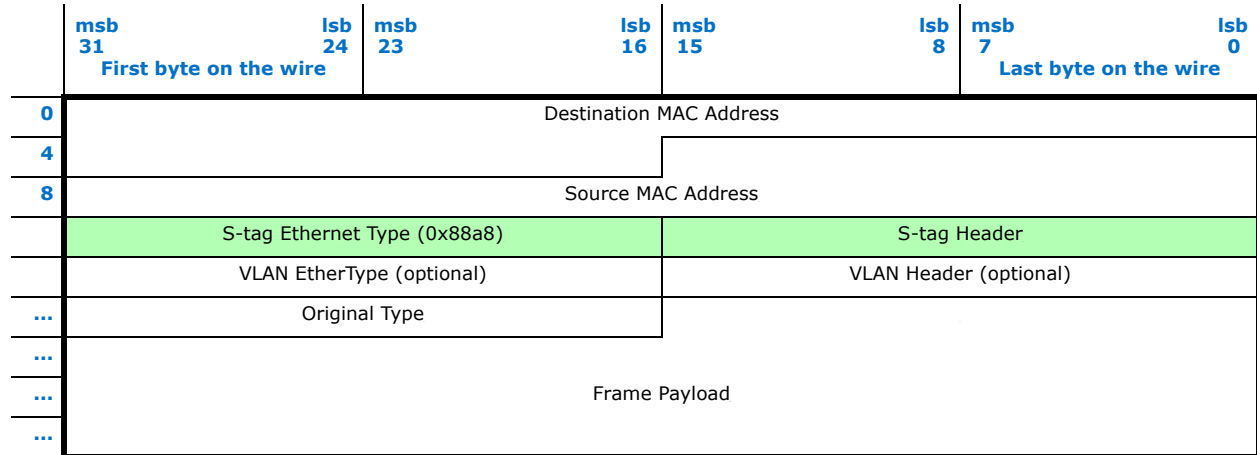 msb lsb msb lsb msb lsb msb lsb
31 24 23 16 15 8 7 0
First byte on the wire Last byte on the wire
0 Destination MAC Address
4
8 Source MAC Address
S-tag Ethernet Type (0x88a8) S-tag Header
VLAN EtherType (optional) VLAN Header (optional)
... Original Type
...
... Frame Payload
...